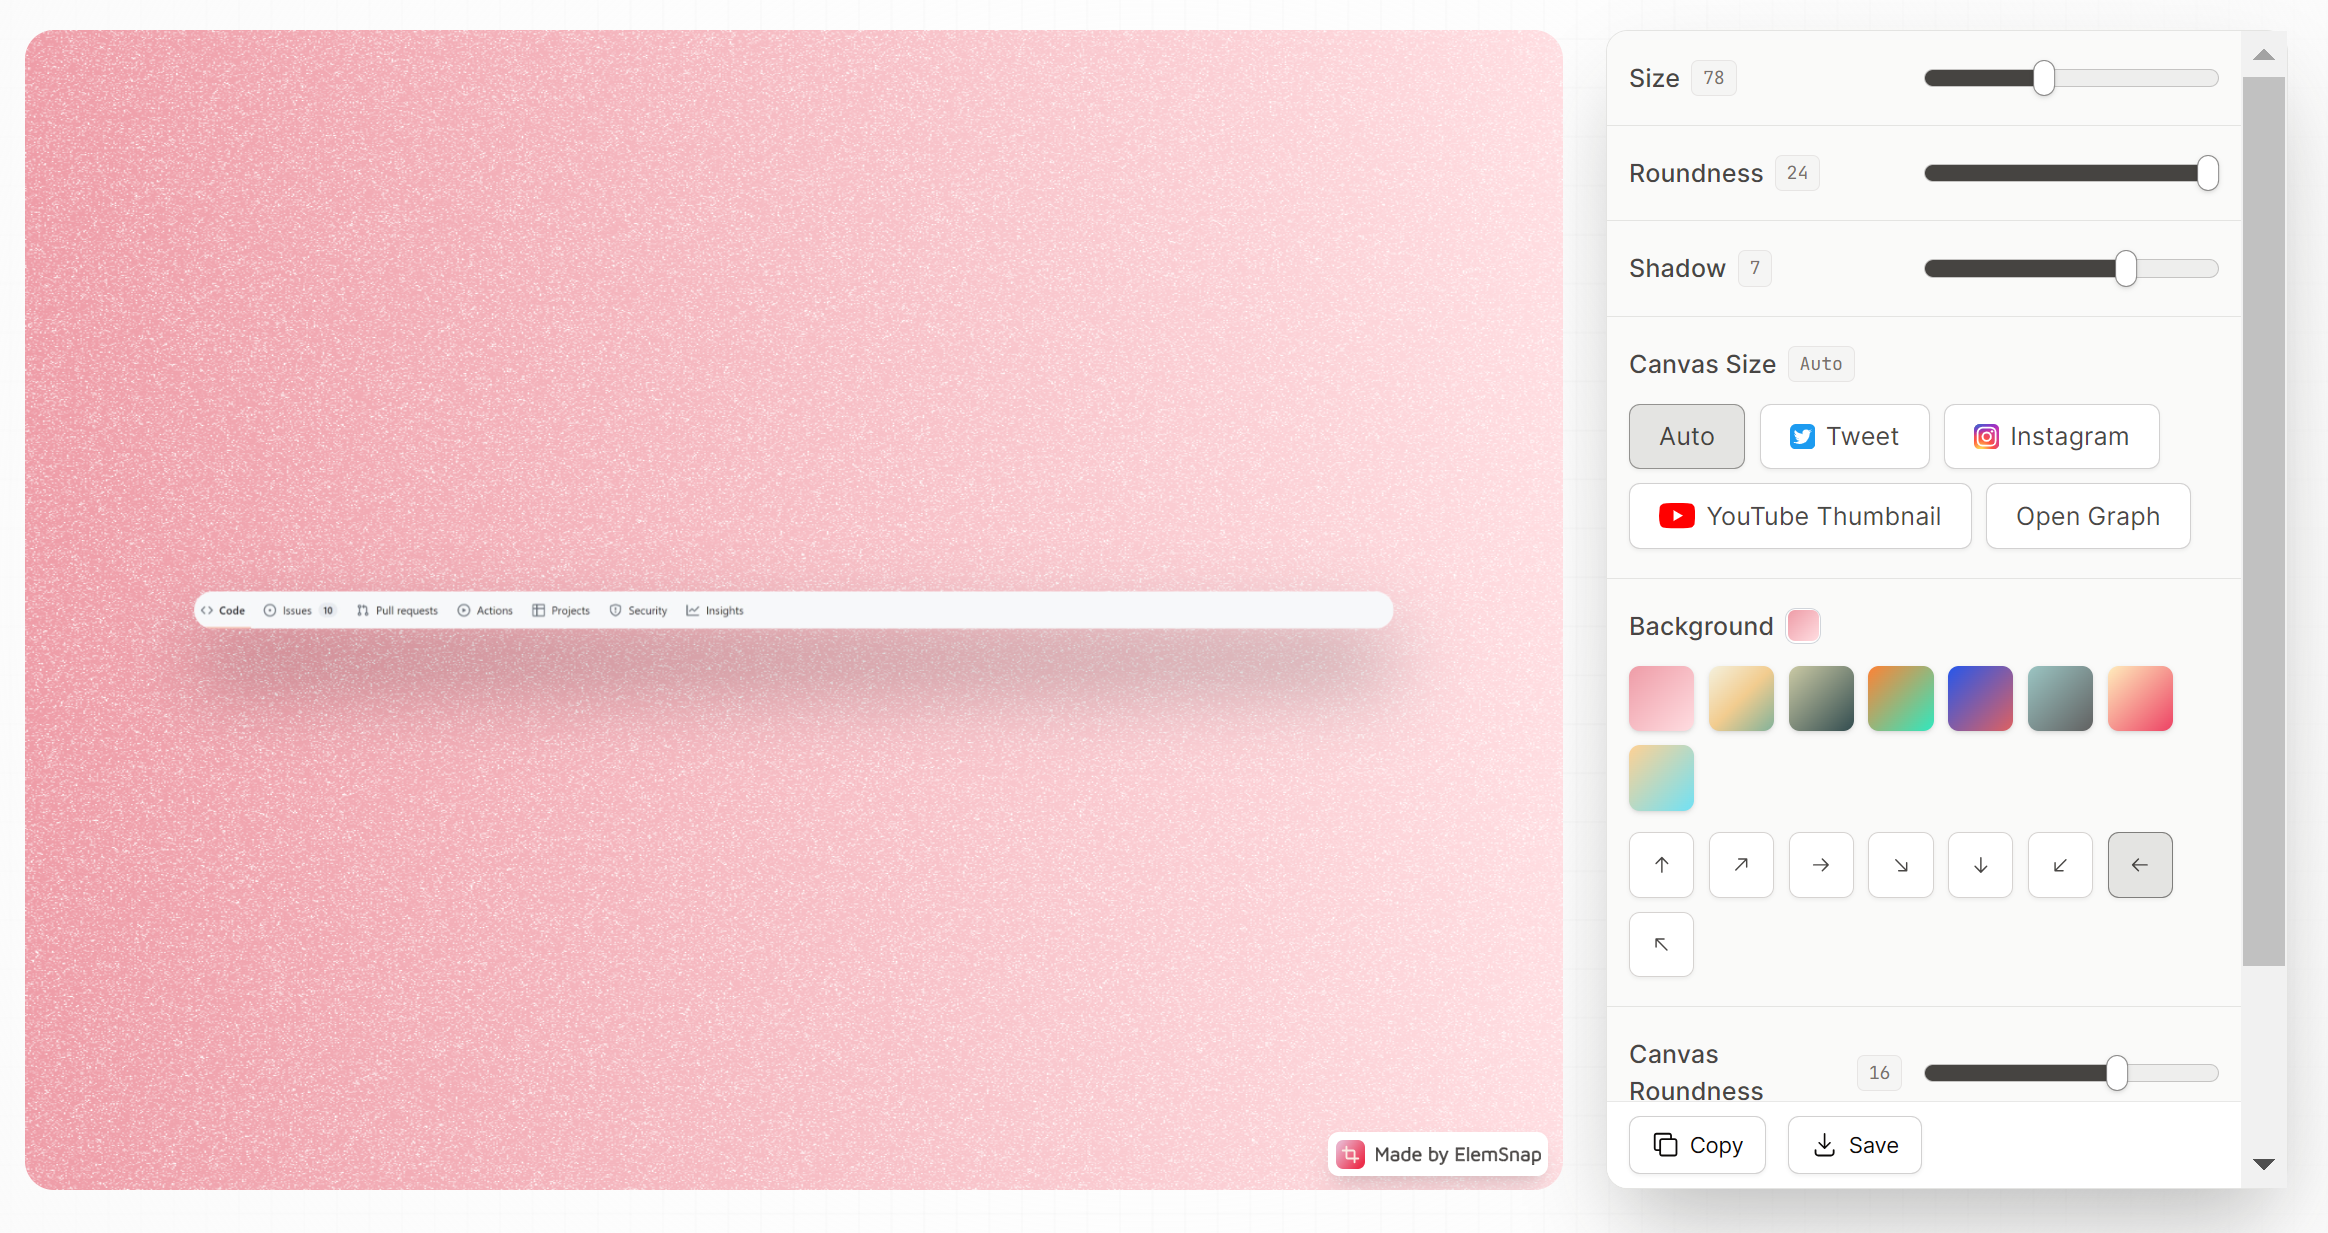 Code Issues 10 Pull requests Actions Projects Security Insights
Made by ElemSnap
Size 78
Roundness 24
Shadow 7
Canvas Size Auto
Auto Tweet Instagram
YouTube Thumbnail Open Graph
Background
Canvas
Roundness 16
Copy Save